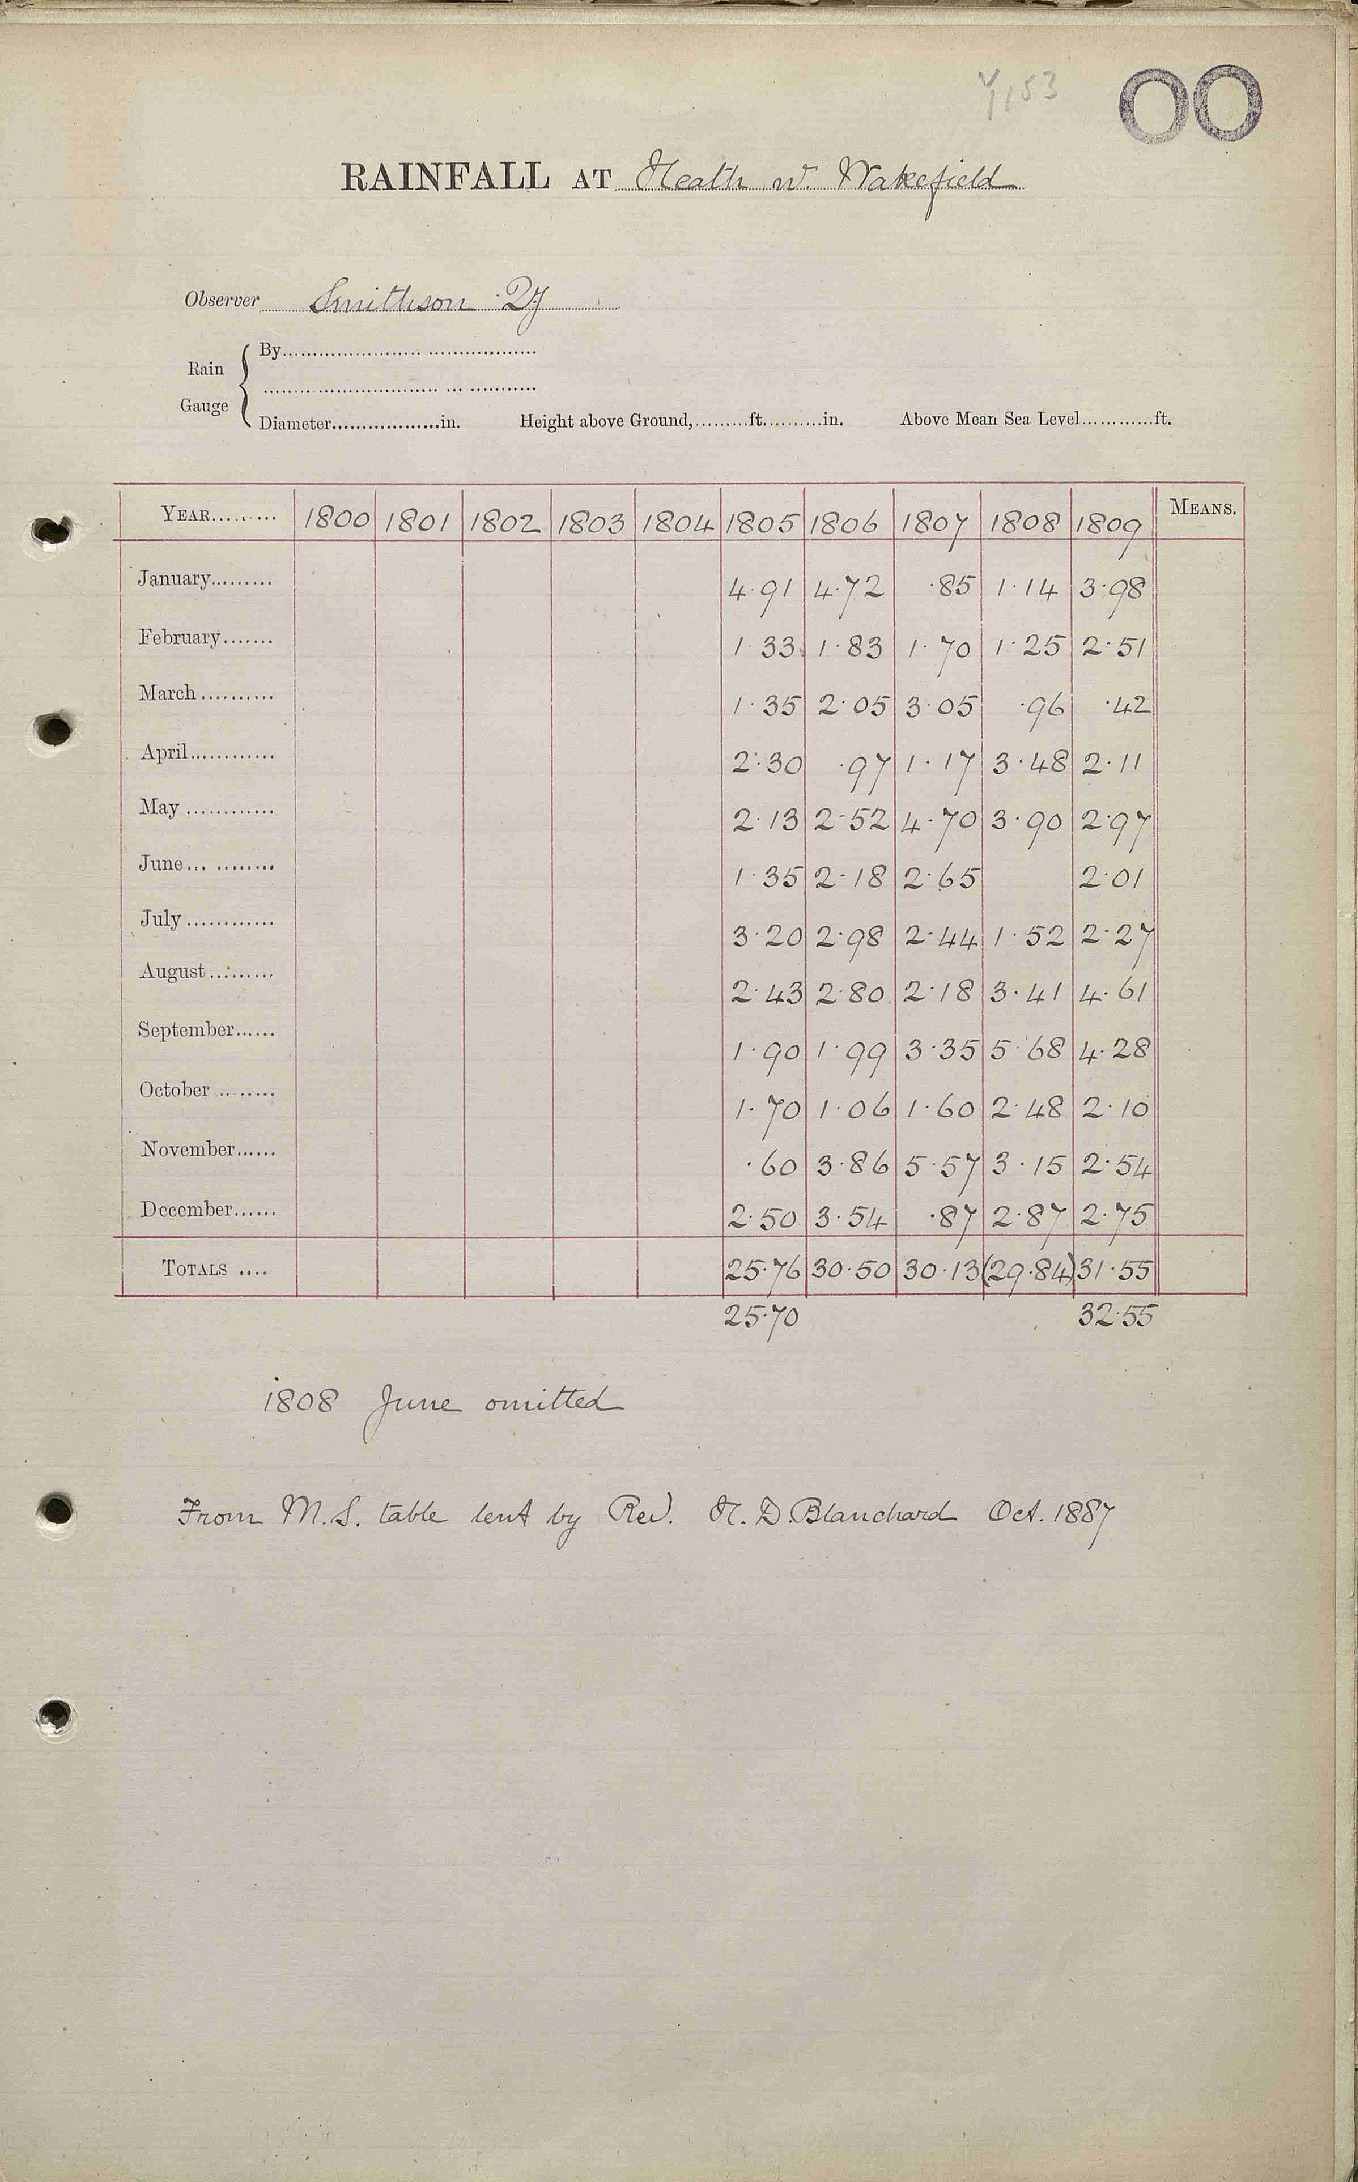 Y153 OO
RAINFALL AT Heath nr. Wakefield
Observer Smithson Qy
Rain Gauge
By
Diameter in. Height above Ground, ft. in. Above Mean Sea Level ft.
YEAR 1800 1801 1802 1803 1804 1805 1806 1807 1808 1809 MEANS.
January 4.91 4.72 .85 1.14 3.98
February 1.33 1.83 1.70 1.25 2.51
March 1.35 2.05 3.05 .96 .42
April 2.30 .97 1.17 3.48 2.11
May 2.13 2.52 4.70 3.90 2.97
June 1.35 2.18 2.65 2.01
July 3.20 2.98 2.44 1.52 2.27
August 2.43 2.80 2.18 3.41 4.61
September 1.90 1.99 3.35 5.68 4.28
October 1.70 1.06 1.60 2.48 2.10
November .60 3.86 5.57 3.15 2.54
December 2.50 3.54 .87 2.87 2.75
TOTALS 25.76 30.50 30.13 (29.84) 31.55
25.70 32.55
1808 June omitted
From M.S. table lent by Rev. H. D. Blanchard Oct. 1887